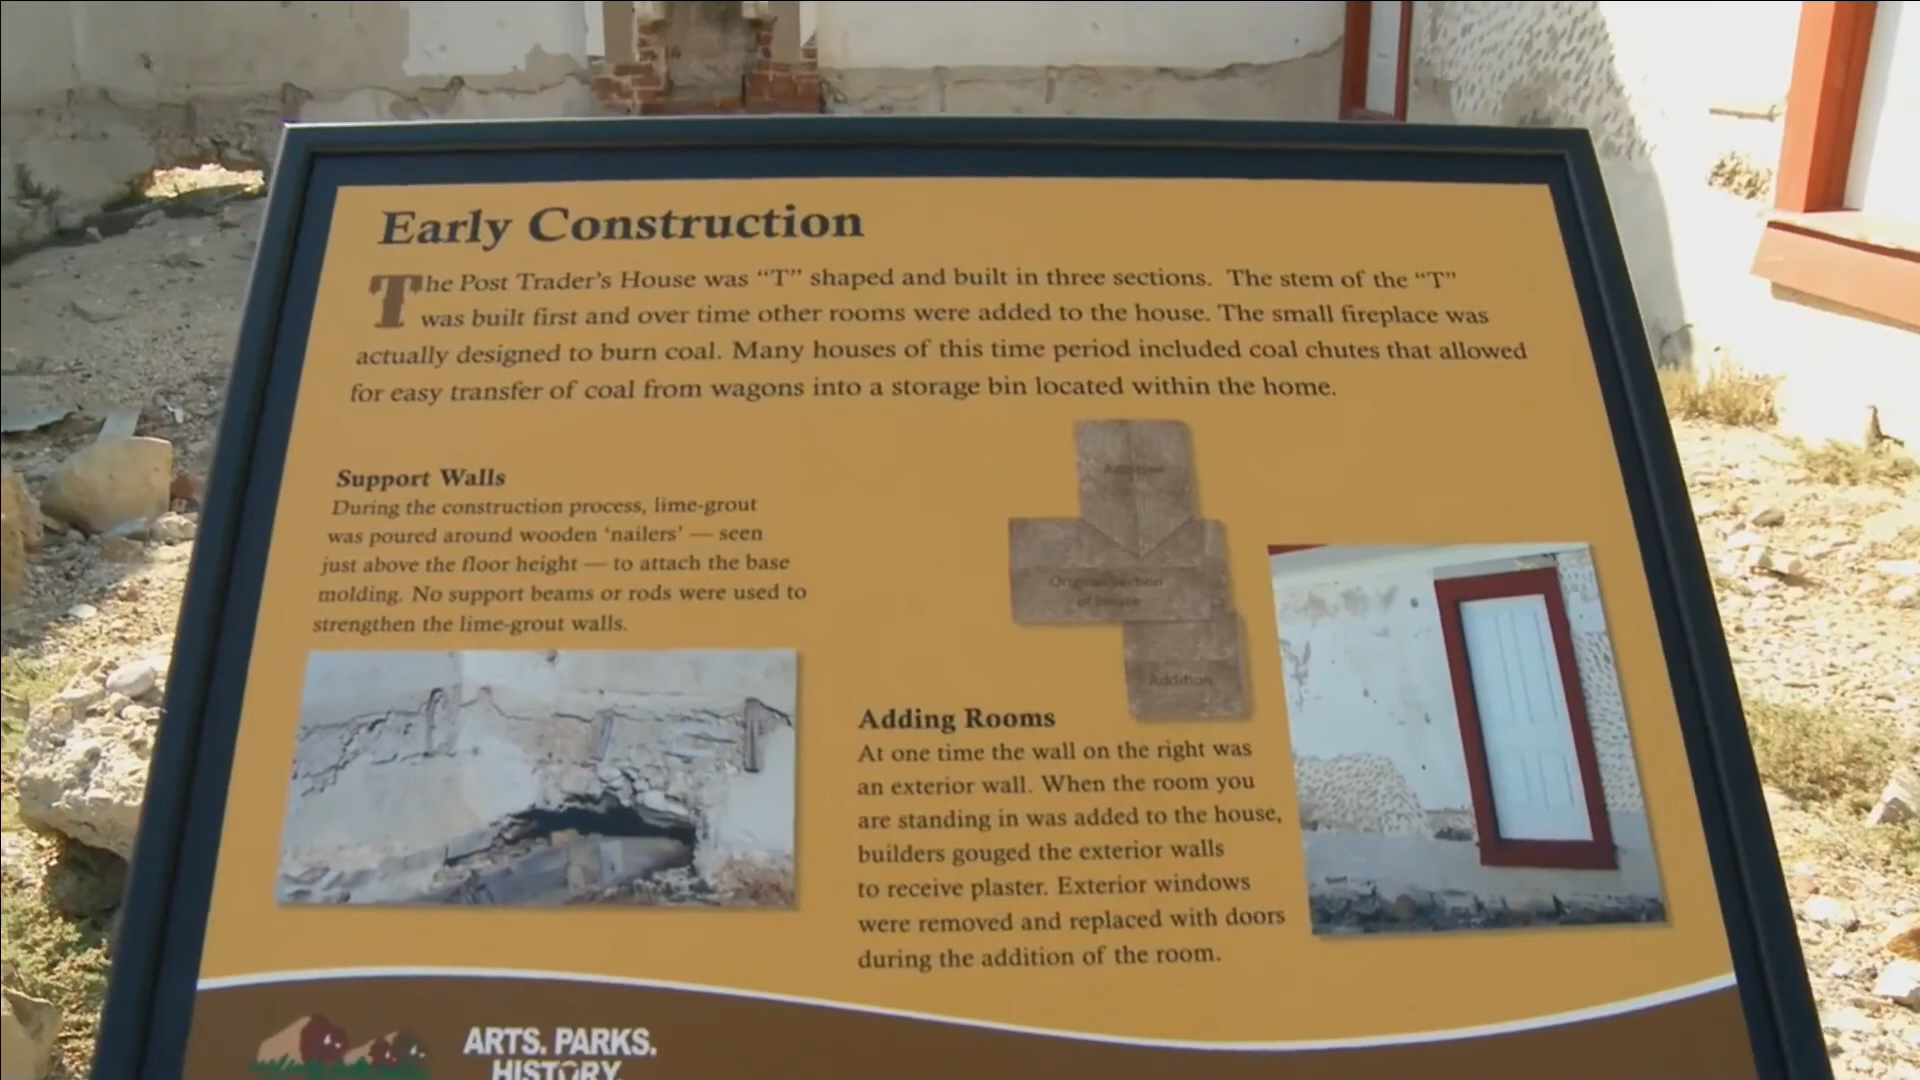 Early Construction
The Post Trader's House was “T” shaped and built in three sections. The stem of the “T”
was built first and over time other rooms were added to the house. The small fireplace was
actually designed to burn coal. Many houses of this time period included coal chutes that allowed
for easy transfer of coal from wagons into a storage bin located within the home.
Support Walls
During the construction process, lime-grout
was poured around wooden ‘nailers’ — seen
just above the floor height — to attach the base
molding. No support beams or rods were used to
strengthen the lime-grout walls.
Addition
Original section
of house
Addition
Adding Rooms
At one time the wall on the right was
an exterior wall. When the room you
are standing in was added to the house,
builders gouged the exterior walls
to receive plaster. Exterior windows
were removed and replaced with doors
during the addition of the room.
ARTS. PARKS.
HISTORY.